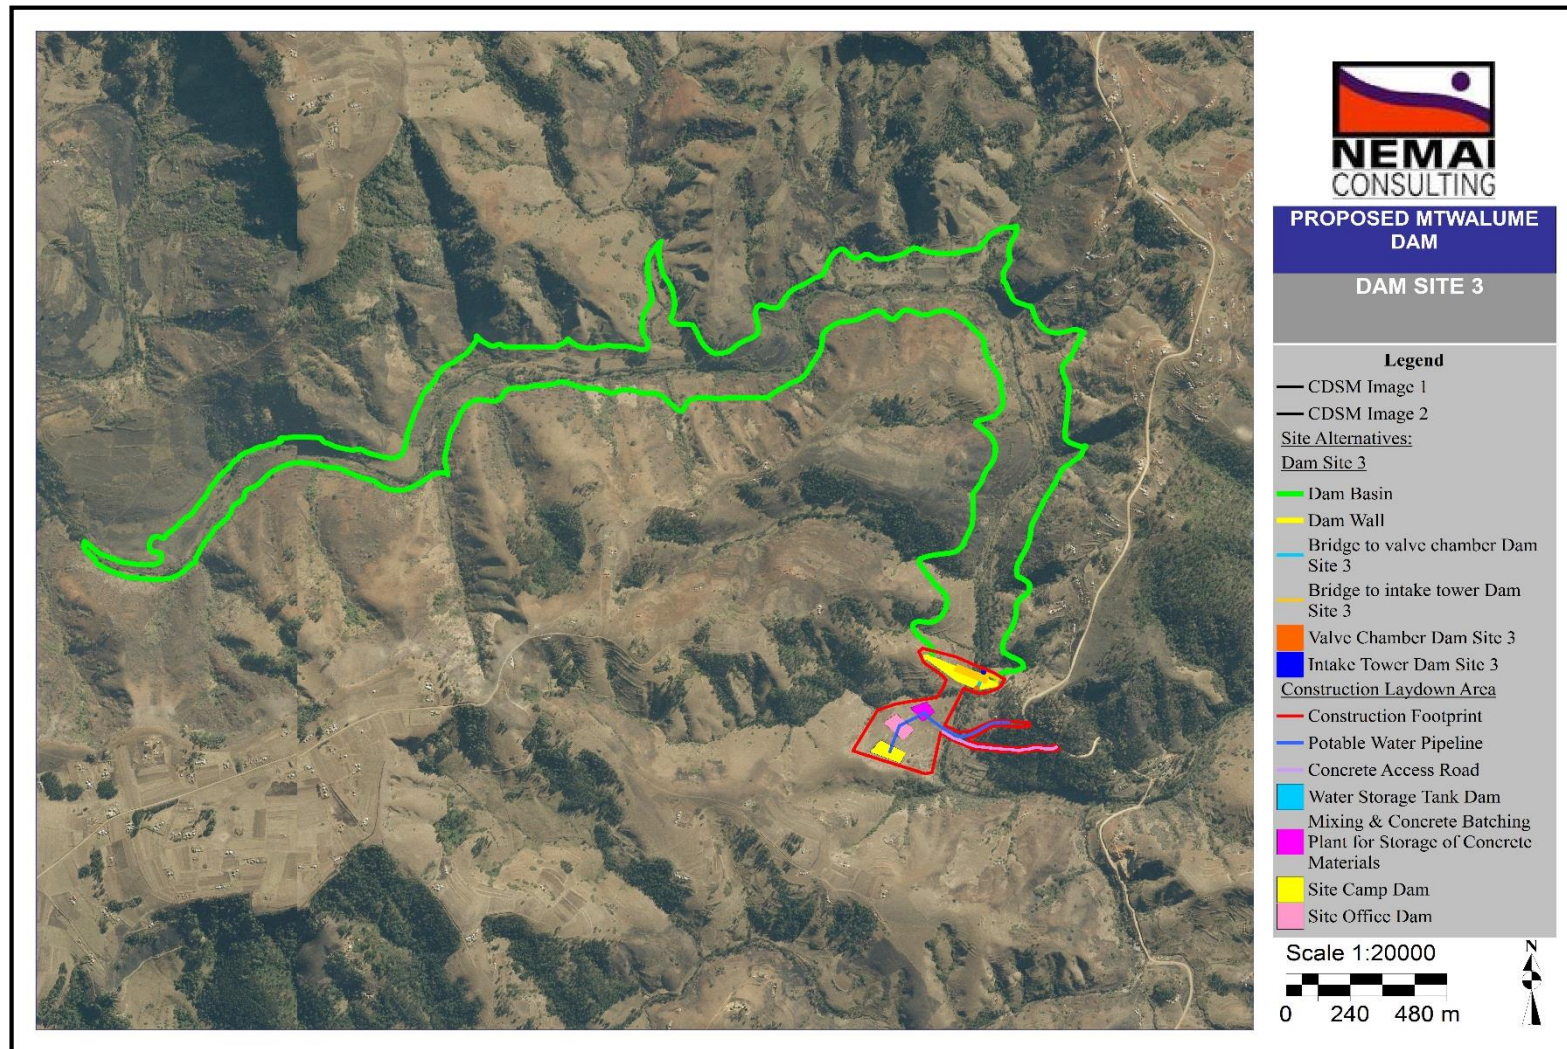 NEMAI
CONSULTING
PROPOSED MTWALUME
DAM
DAM SITE 3
Legend
CDSM Image 1
CDSM Image 2
Site Alternatives:
Dam Site 3
Dam Basin
Dam Wall
Bridge to valve chamber Dam
Site 3
Bridge to intake tower Dam
Site 3
Valve Chamber Dam Site 3
Intake Tower Dam Site 3
Construction Laydown Area
Construction Footprint
Potable Water Pipeline
Concrete Access Road
Water Storage Tank Dam
Mixing & Concrete Batching
Plant for Storage of Concrete
Materials
Site Camp Dam
Site Office Dam
Scale 1:20000
N
0 240 480 m